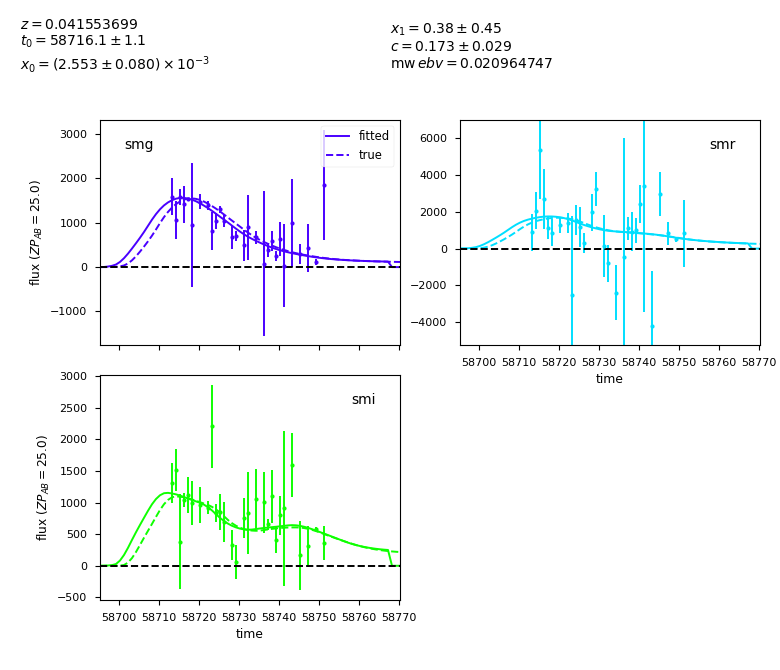 z = 0.041553699
t₀ = 58716.1 ± 1.1
x₀ = (2.553 ± 0.080) × 10⁻³
x₁ = 0.38 ± 0.45
c = 0.173 ± 0.029
mw ebv = 0.020964747
smg
fitted
true
3000
2000
1000
0
−1000
flux (ZP_AB = 25.0)
smr
6000
4000
2000
0
−2000
−4000
58700 58710 58720 58730 58740 58750 58760 58770
time
smi
3000
2500
2000
1500
1000
500
0
−500
flux (ZP_AB = 25.0)
58700 58710 58720 58730 58740 58750 58760 58770
time